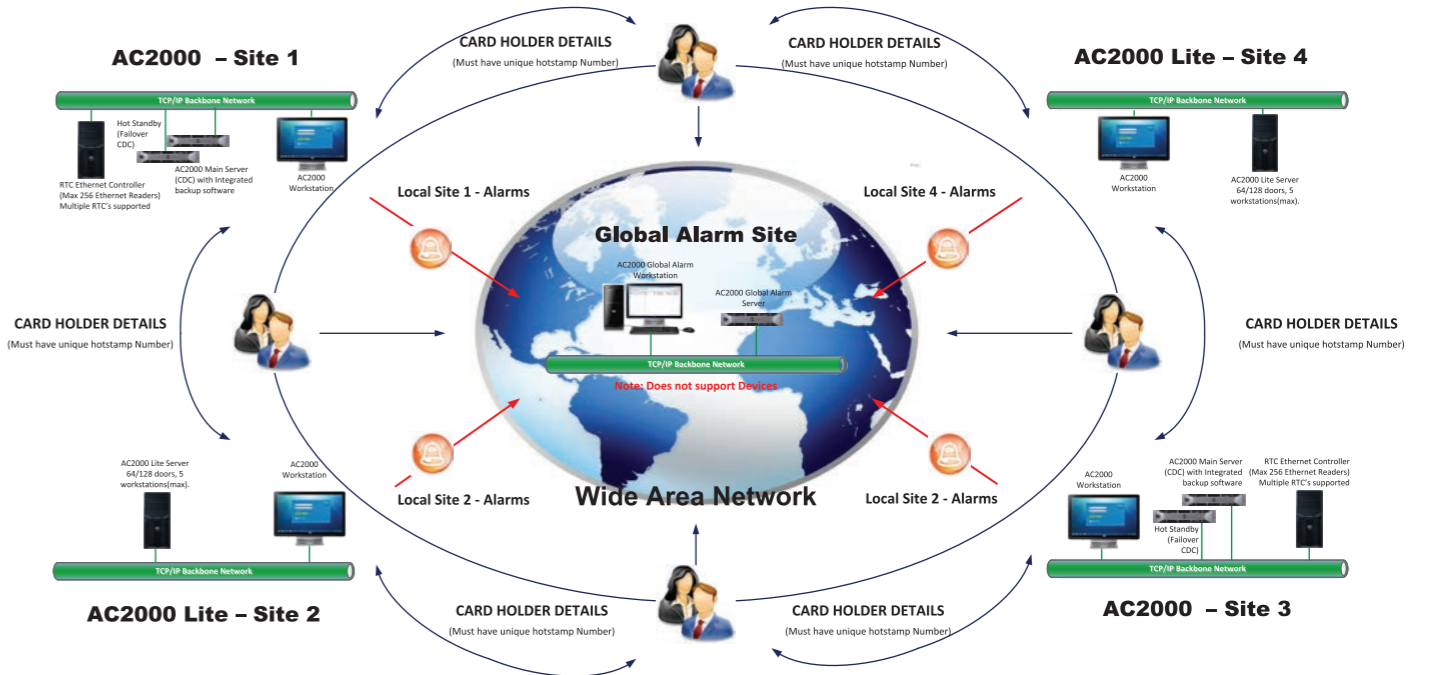 CARD HOLDER DETAILS
(Must have unique hotstamp Number)
CARD HOLDER DETAILS
(Must have unique hotstamp Number)
AC2000 – Site 1
TCP/IP Backbone Network
Hot Standby
(Failover
CDC)
AC2000 Main Server
(CDC) with Integrated
backup software
RTC Ethernet Controller
(Max 256 Ethernet Readers)
Multiple RTC's supported
AC2000
Workstation
AC2000 Lite – Site 4
TCP/IP Backbone Network
AC2000
Workstation
AC2000 Lite Server
64/128 doors, 5
workstations(max).
Local Site 1 - Alarms
Local Site 4 - Alarms
Global Alarm Site
AC2000 Global Alarm
Workstation
AC2000 Global Alarm
Server
TCP/IP Backbone Network
Note: Does not support Devices
CARD HOLDER DETAILS
(Must have unique hotstamp Number)
CARD HOLDER DETAILS
(Must have unique hotstamp Number)
Local Site 2 - Alarms
Wide Area Network
Local Site 2 - Alarms
AC2000 Lite Server
64/128 doors, 5
workstations(max).
AC2000
Workstation
TCP/IP Backbone Network
AC2000 Lite – Site 2
AC2000
Workstation
AC2000 Main Server
(CDC) with Integrated
backup software
RTC Ethernet Controller
(Max 256 Ethernet Readers)
Multiple RTC's supported
Hot Standby
(Failover
CDC)
TCP/IP Backbone Network
AC2000 – Site 3
CARD HOLDER DETAILS
(Must have unique hotstamp Number)
CARD HOLDER DETAILS
(Must have unique hotstamp Number)